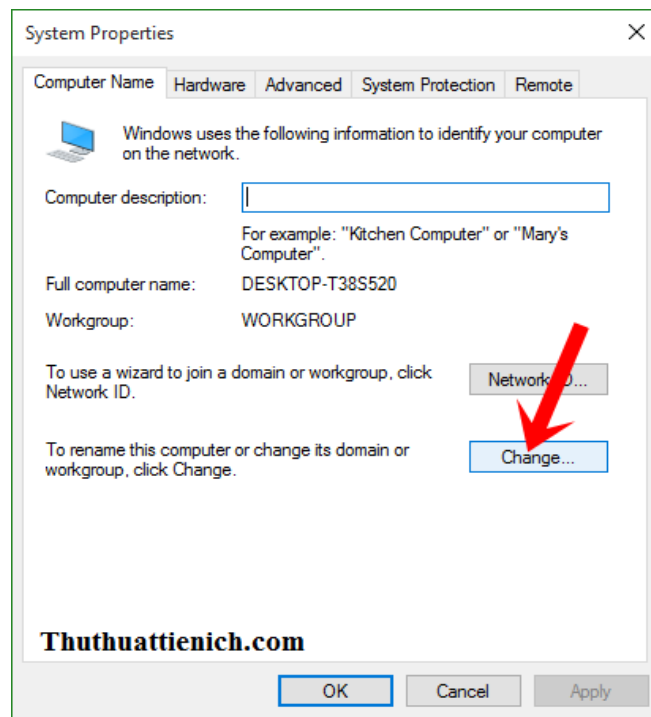 System Properties
Computer Name Hardware Advanced System Protection Remote
Windows uses the following information to identify your computer
on the network.
Computer description:
For example: "Kitchen Computer" or "Mary's
Computer".
Full computer name: DESKTOP-T38S520
Workgroup: WORKGROUP
To use a wizard to join a domain or workgroup, click
Network ID.
Network ID...
To rename this computer or change its domain or
workgroup, click Change.
Change...
Thuthuattienich.com
OK Cancel Apply